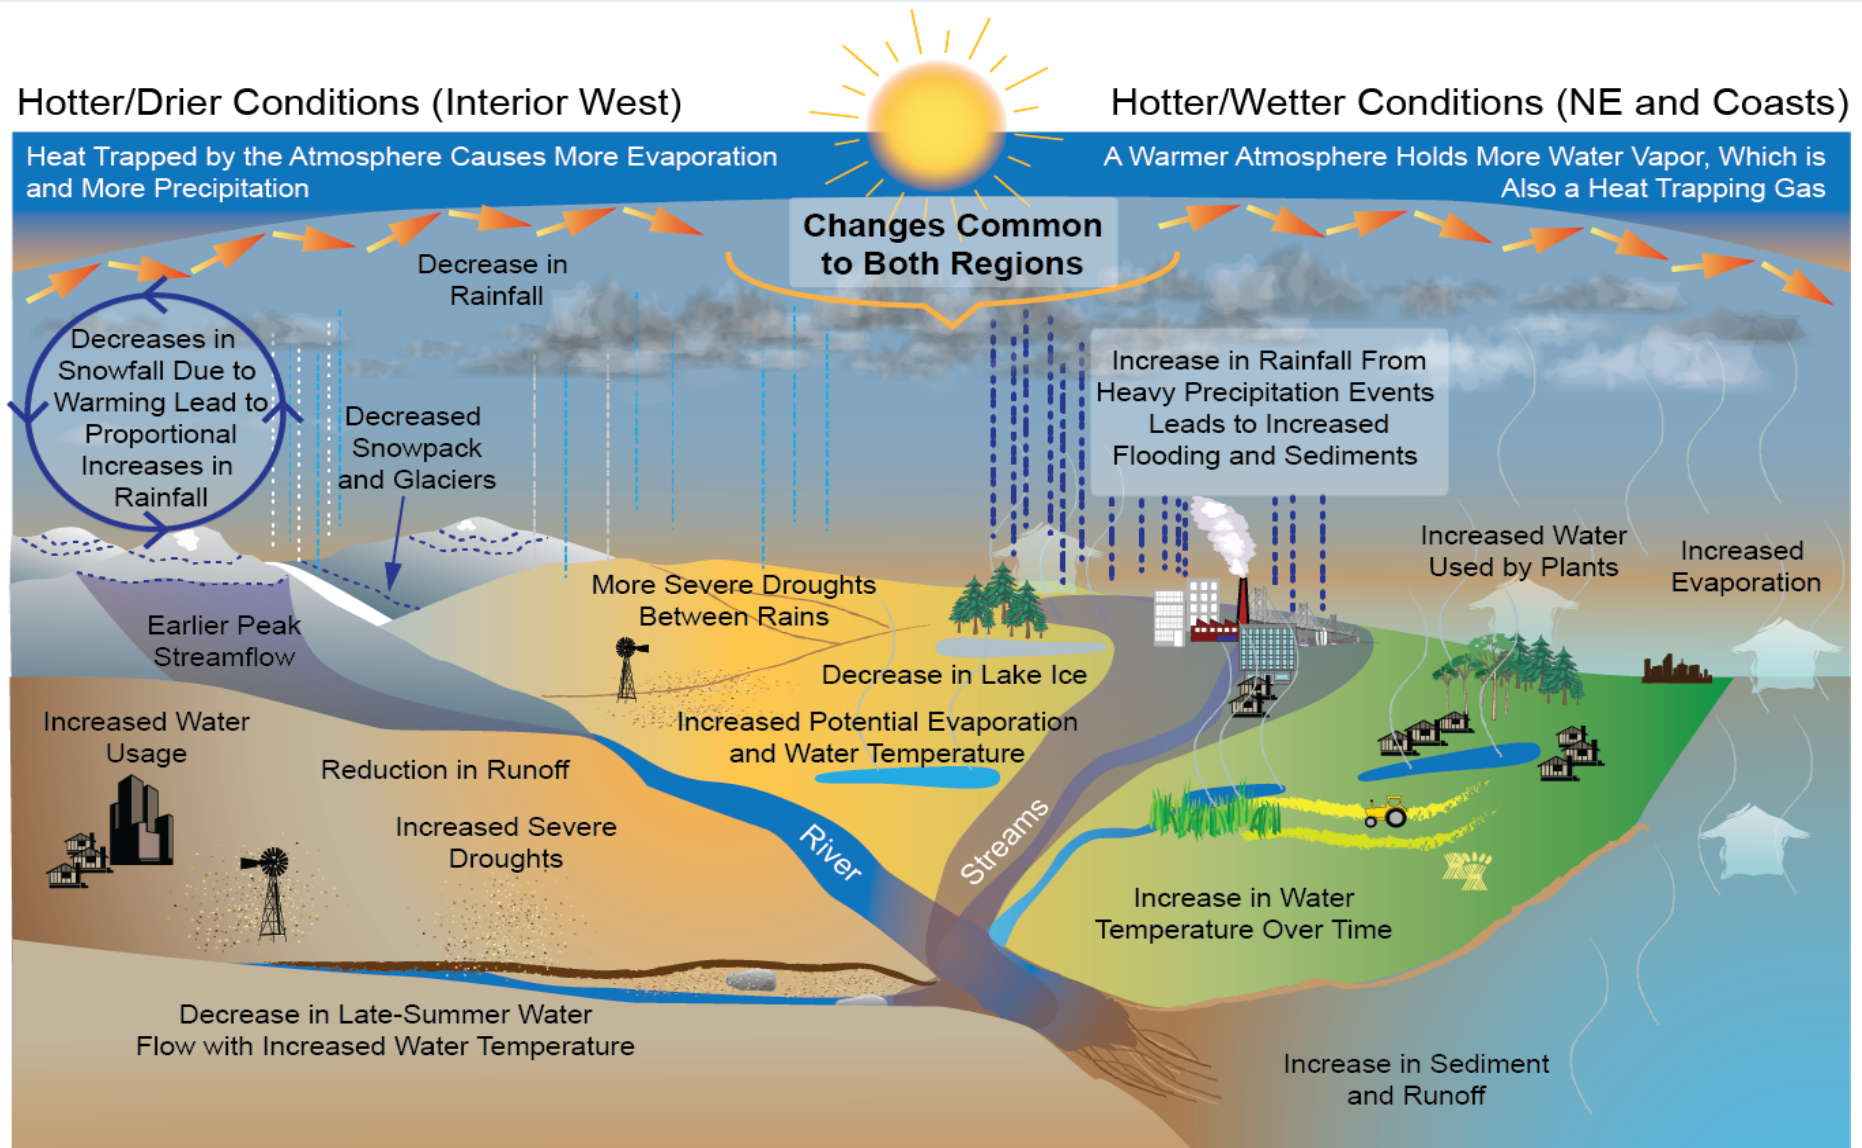 Hotter/Drier Conditions (Interior West)
Hotter/Wetter Conditions (NE and Coasts)
Heat Trapped by the Atmosphere Causes More Evaporation
and More Precipitation
A Warmer Atmosphere Holds More Water Vapor, Which is
Also a Heat Trapping Gas
Changes Common
to Both Regions
Decrease in
Rainfall
Decreases in
Snowfall Due to
Warming Lead to
Proportional
Increases in
Rainfall
Decreased
Snowpack
and Glaciers
Increase in Rainfall From
Heavy Precipitation Events
Leads to Increased
Flooding and Sediments
Increased Water
Used by Plants
Increased
Evaporation
More Severe Droughts
Between Rains
Earlier Peak
Streamflow
Decrease in Lake Ice
Increased Potential Evaporation
and Water Temperature
Increased Water
Usage
Reduction in Runoff
Increased Severe
Droughts
River
Streams
Increase in Water
Temperature Over Time
Decrease in Late-Summer Water
Flow with Increased Water Temperature
Increase in Sediment
and Runoff